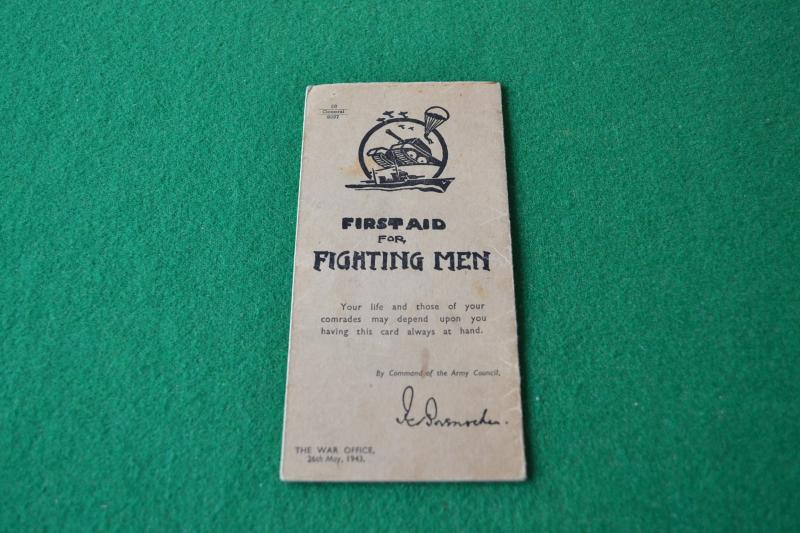 General
FIRST AID
FOR
FIGHTING MEN
Your life and those of your
comrades may depend upon you
having this card always at hand.
By Command of the Army Council,
THE WAR OFFICE,
26th May, 1943.